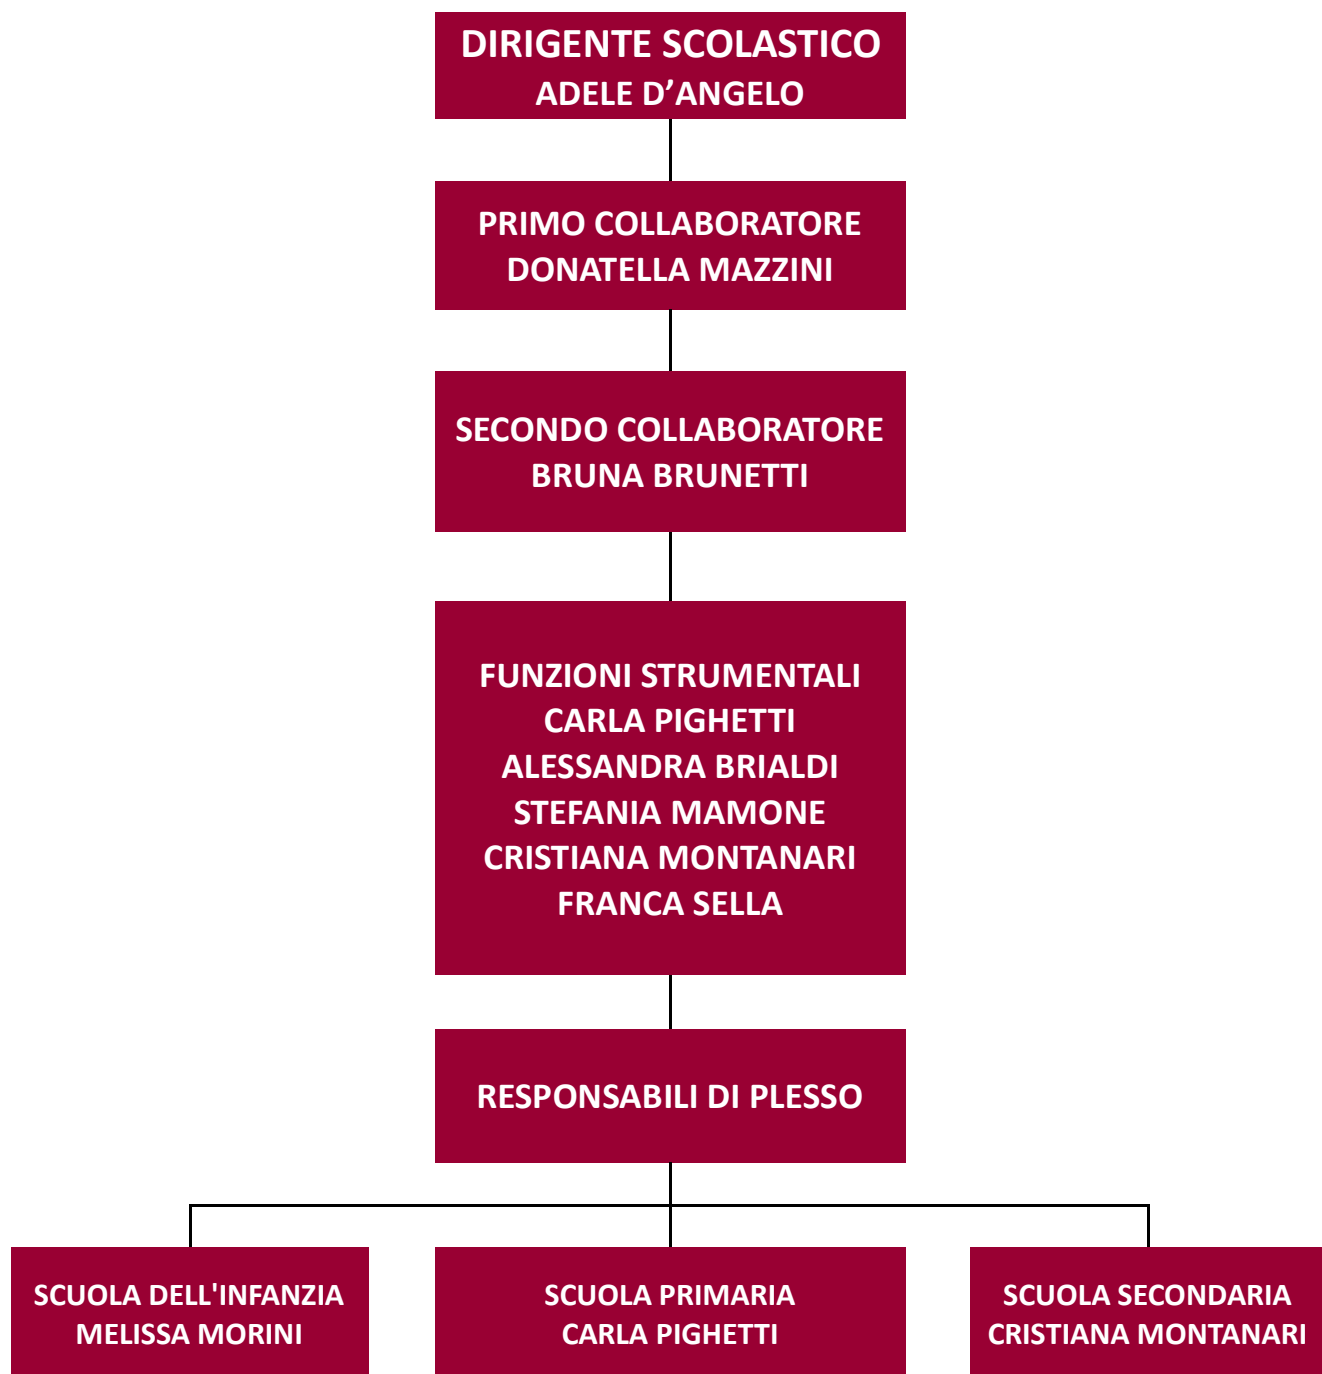 DIRIGENTE SCOLASTICO
ADELE D’ANGELO
PRIMO COLLABORATORE
DONATELLA MAZZINI
SECONDO COLLABORATORE
BRUNA BRUNETTI
FUNZIONI STRUMENTALI
CARLA PIGHETTI
ALESSANDRA BRIALDI
STEFANIA MAMONE
CRISTIANA MONTANARI
FRANCA SELLA
RESPONSABILI DI PLESSO
SCUOLA DELL'INFANZIA
MELISSA MORINI
SCUOLA PRIMARIA
CARLA PIGHETTI
SCUOLA SECONDARIA
CRISTIANA MONTANARI